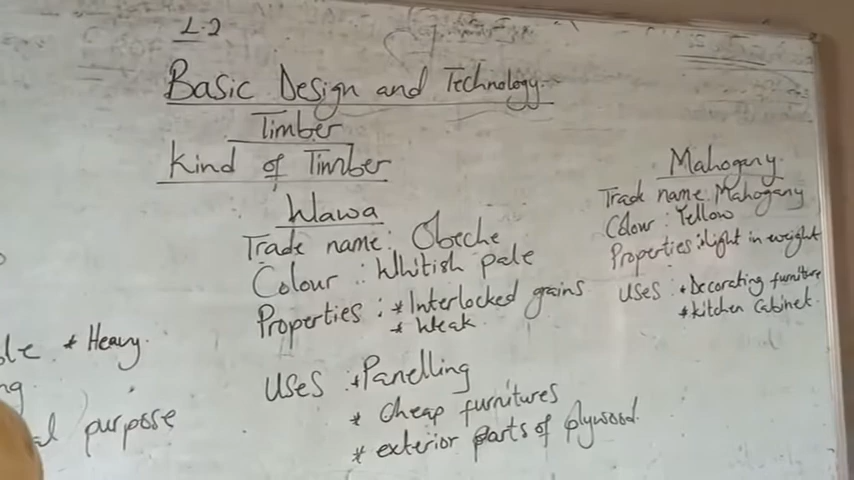 L.2
Basic Design and Technology
Timber
Kind of Timber
Wawa
Trade name: Obeche
Colour : Whitish pale
Properties : * Interlocked grains
* Weak
Uses : * Panelling
* cheap furnitures
* exterior parts of plywood
Mahogany
Trade name: Mahogany
Colour : Yellow
Properties : light in weight
Uses : * Decorating furniture
* kitchen cabinet
* Heavy
purpose